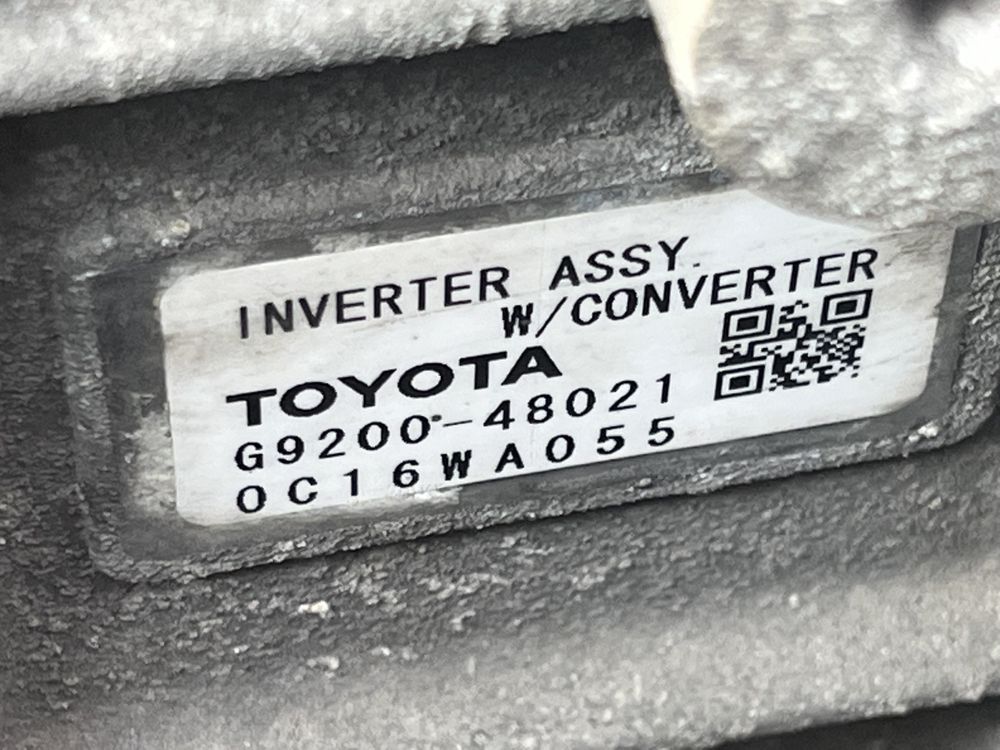 INVERTER ASSY.
W/CONVERTER
TOYOTA
G9200-48021
0C16WA055